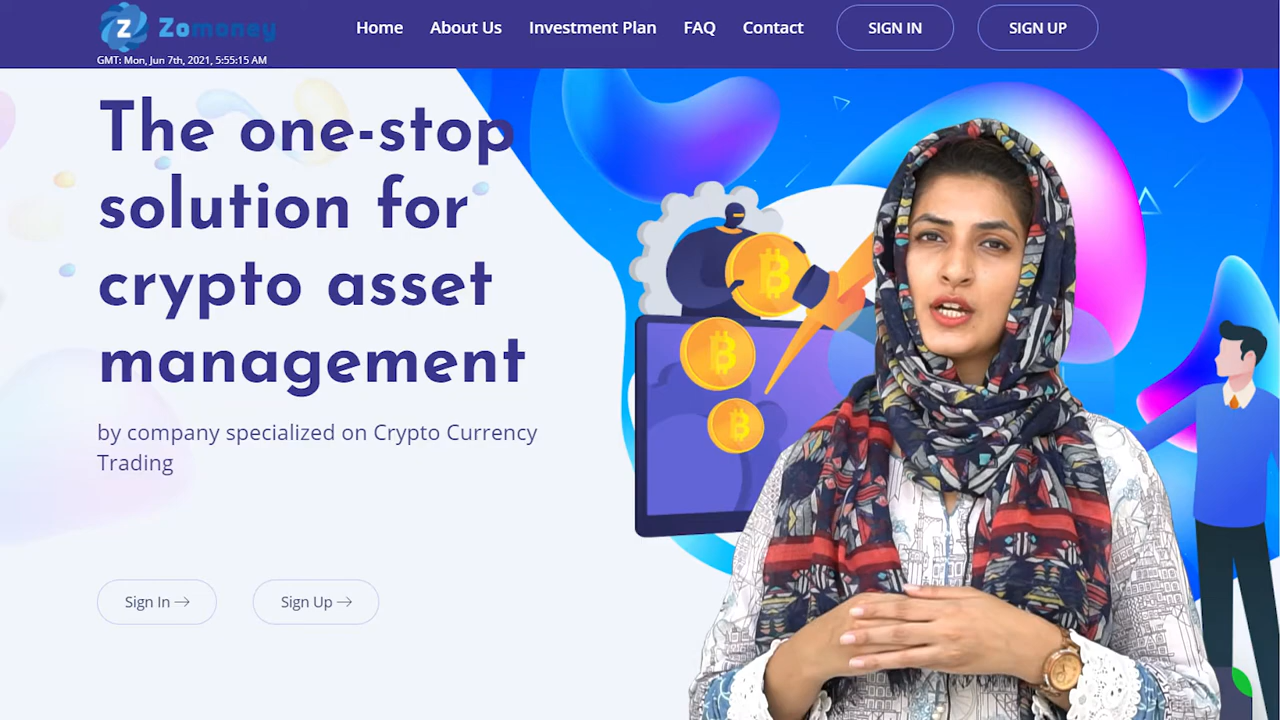 Zomoney
Home About Us Investment Plan FAQ Contact SIGN IN SIGN UP
GMT: Mon, Jun 7th, 2021, 5:55:15 AM
The one-stop
solution for
crypto asset
management
by company specialized on Crypto Currency
Trading
Sign In → Sign Up →